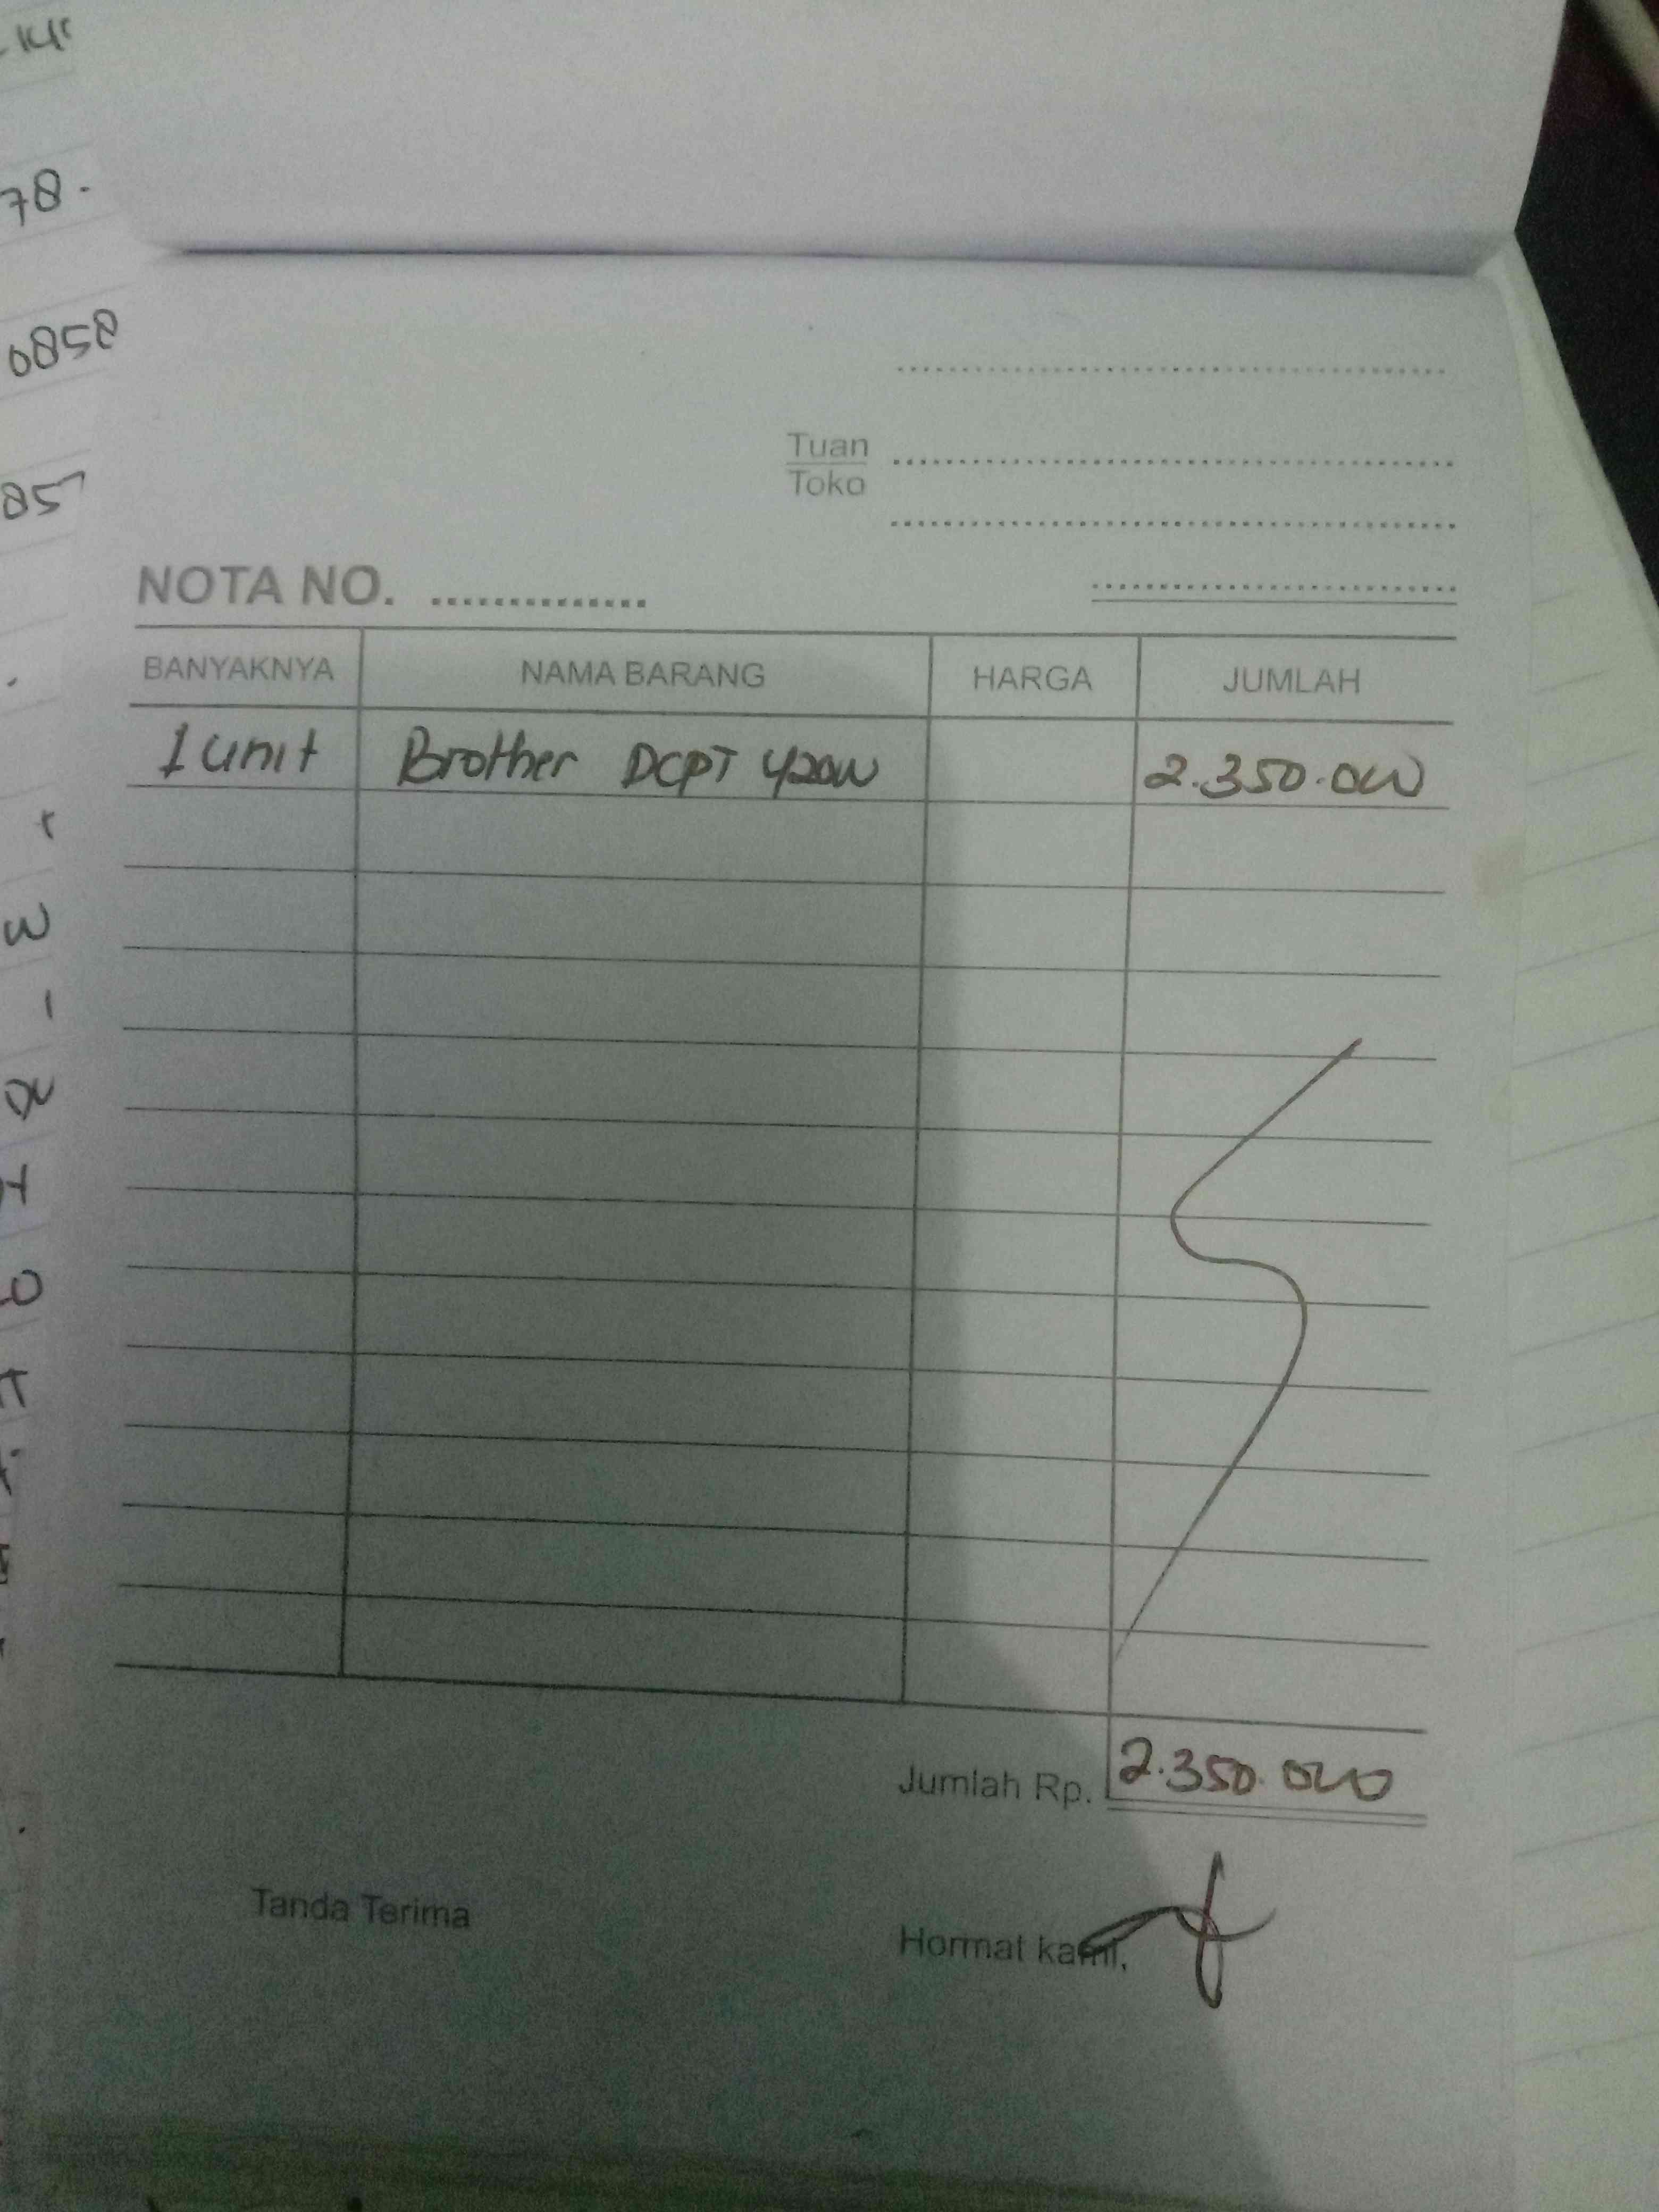 78.
0858
085
Tuan
Toko
NOTA NO. ...............
BANYAKNYA NAMA BARANG HARGA JUMLAH
1 unit Brother DCPT 420W 2.350.000
Jumlah Rp. 2.350.000
Tanda Terima
Hormat kami,